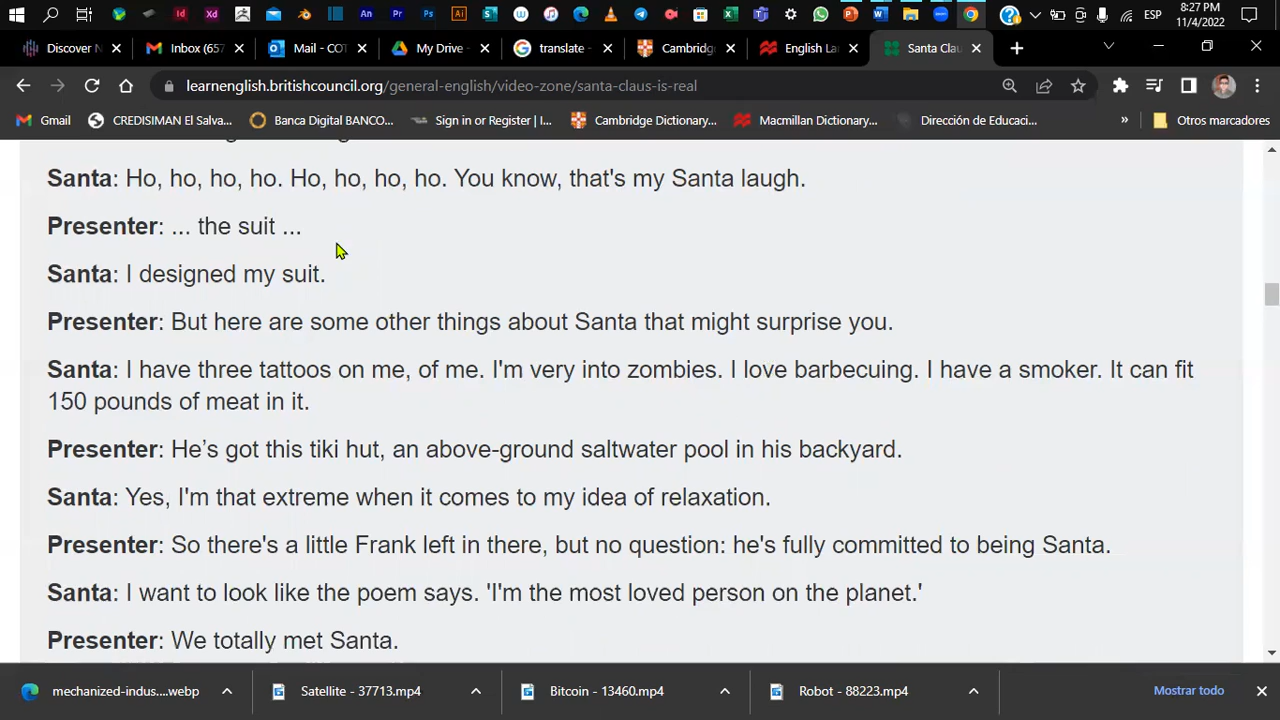 8:27 PM
ESP
11/4/2022
Discover N
Inbox (657
Mail - COT
My Drive -
translate -
Cambridg
English La
Santa Clau
learnenglish.britishcouncil.org/general-english/video-zone/santa-claus-is-real
Gmail
CREDISIMAN El Salva...
Banca Digital BANCO...
Sign in or Register | I...
Cambridge Dictionary...
Macmillan Dictionary...
Dirección de Educaci...
»
Otros marcadores
Santa: Ho, ho, ho, ho. Ho, ho, ho, ho. You know, that's my Santa laugh.
Presenter: ... the suit ...
Santa: I designed my suit.
Presenter: But here are some other things about Santa that might surprise you.
Santa: I have three tattoos on me, of me. I'm very into zombies. I love barbecuing. I have a smoker. It can fit
150 pounds of meat in it.
Presenter: He’s got this tiki hut, an above-ground saltwater pool in his backyard.
Santa: Yes, I'm that extreme when it comes to my idea of relaxation.
Presenter: So there's a little Frank left in there, but no question: he's fully committed to being Santa.
Santa: I want to look like the poem says. 'I'm the most loved person on the planet.'
Presenter: We totally met Santa.
mechanized-indus....webp
Satellite - 37713.mp4
Bitcoin - 13460.mp4
Robot - 88223.mp4
Mostrar todo